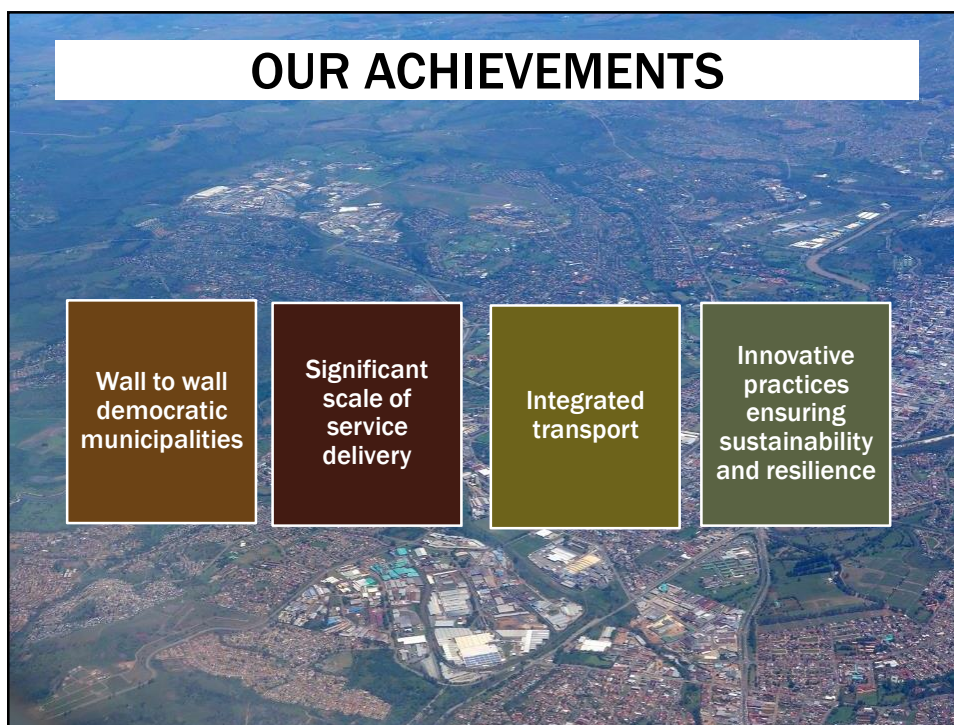 OUR ACHIEVEMENTS
Wall to wall
democratic
municipalities
Significant
scale of
service
delivery
Integrated
transport
Innovative
practices
ensuring
sustainability
and resilience